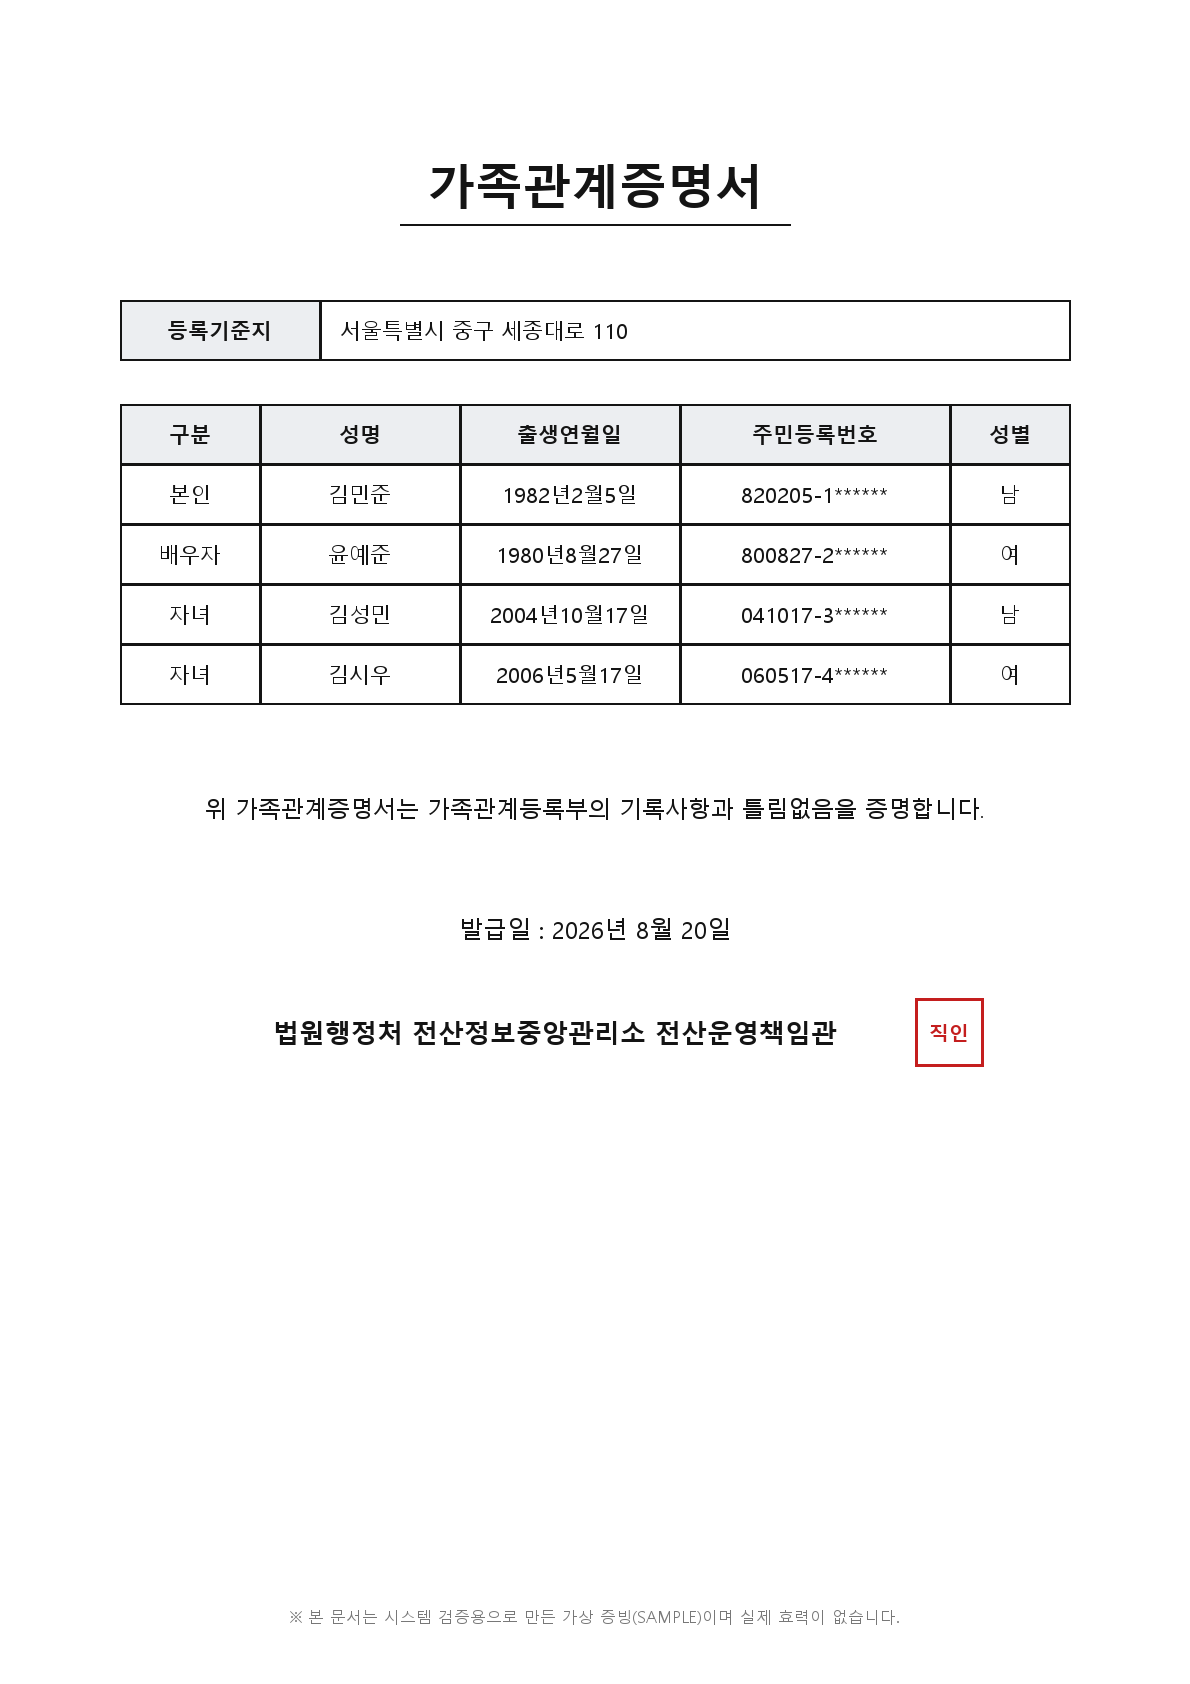 가족관계증명서
등록기준지 서울특별시 중구 세종대로 110
구분 성명 출생연월일 주민등록번호 성별
본인 김민준 1982년2월5일 820205-1****** 남
배우자 윤예준 1980년8월27일 800827-2****** 여
자녀 김성민 2004년10월17일 041017-3****** 남
자녀 김시우 2006년5월17일 060517-4****** 여
위 가족관계증명서는 가족관계등록부의 기록사항과 틀림없음을 증명합니다.
발급일 : 2026년 8월 20일
법원행정처 전산정보중앙관리소 전산운영책임관 직인
※ 본 문서는 시스템 검증용으로 만든 가상 증빙(SAMPLE)이며 실제 효력이 없습니다.